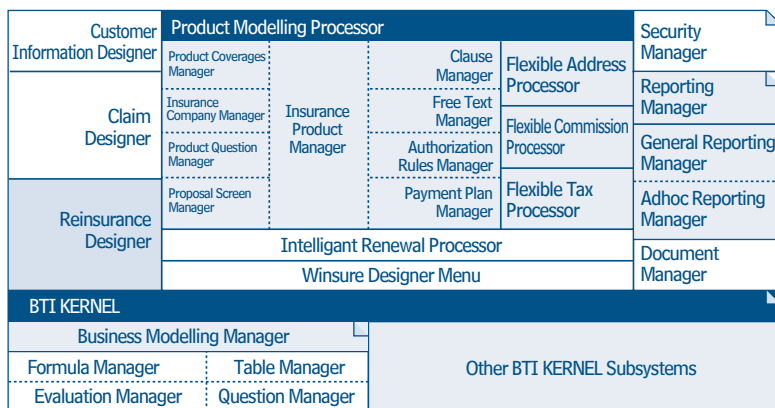 Customer
Information Designer
Claim
Designer
Reinsurance
Designer
Product Modelling Processor
Product Coverages
Manager
Insurance
Company Manager
Product Question
Manager
Proposal Screen
Manager
Insurance
Product
Manager
Clause
Manager
Free Text
Manager
Authorization
Rules Manager
Payment Plan
Manager
Flexible Address
Processor
Flexible Commission
Processor
Flexible Tax
Processor
Intelligant Renewal Processor
Winsure Designer Menu
Security
Manager
Reporting
Manager
General Reporting
Manager
Adhoc Reporting
Manager
Document
Manager
BTI KERNEL
Business Modelling Manager
Formula Manager
Table Manager
Evaluation Manager
Question Manager
Other BTI KERNEL Subsystems